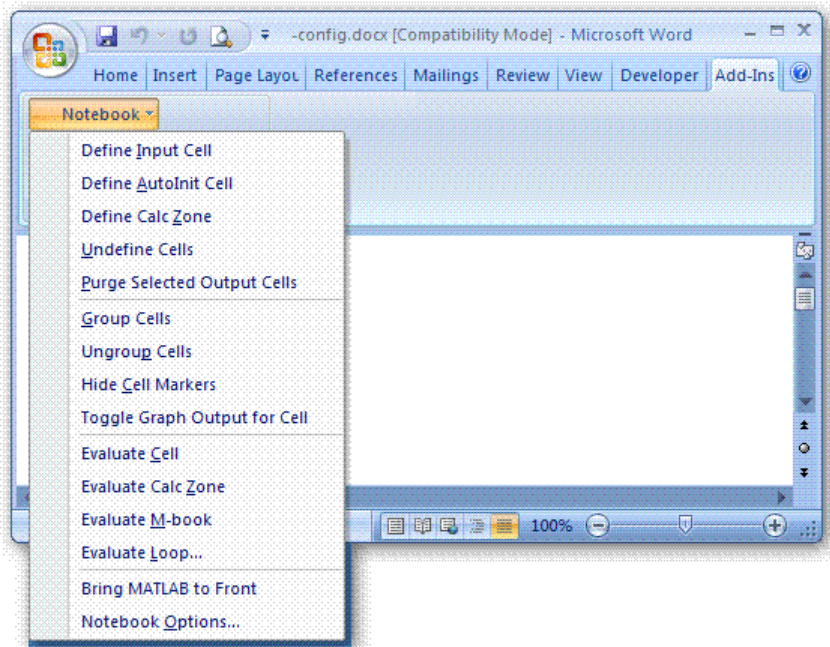 -config.docx [Compatibility Mode] - Microsoft Word
Home Insert Page Layou References Mailings Review View Developer Add-Ins
Notebook
Define Input Cell
Define AutoInit Cell
Define Calc Zone
Undefine Cells
Purge Selected Output Cells
Group Cells
Ungroup Cells
Hide Cell Markers
Toggle Graph Output for Cell
Evaluate Cell
Evaluate Calc Zone
Evaluate M-book
Evaluate Loop...
Bring MATLAB to Front
Notebook Options...
100%